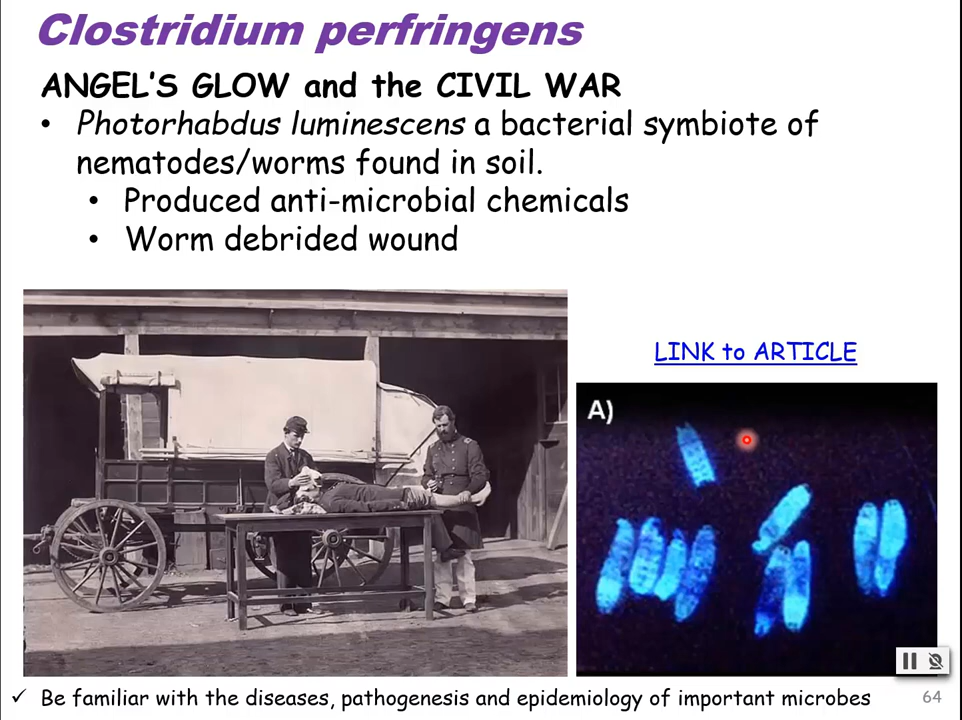 Clostridium perfringens
ANGEL'S GLOW and the CIVIL WAR
• Photorhabdus luminescens a bacterial symbiote of
nematodes/worms found in soil.
• Produced anti-microbial chemicals
• Worm debrided wound
LINK to ARTICLE
A)
✓ Be familiar with the diseases, pathogenesis and epidemiology of important microbes
64